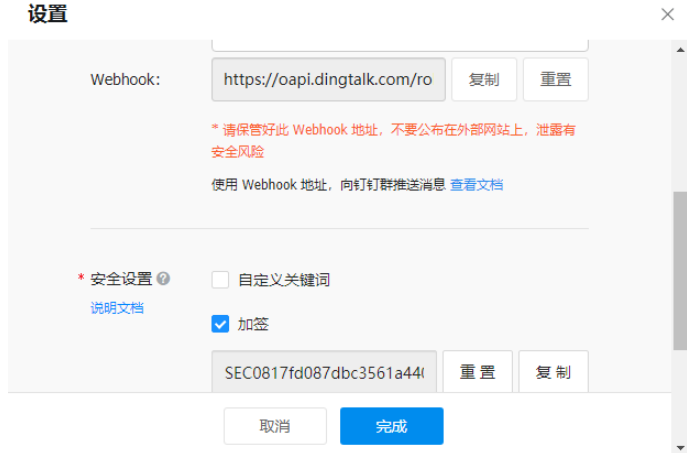 设置
Webhook:
https://oapi.dingtalk.com/ro
复制
重置
* 请保管好此 Webhook 地址，不要公布在外部网站上，泄露有
安全风险
使用 Webhook 地址，向钉钉群推送消息 查看文档
* 安全设置 ?
自定义关键词
说明文档
加签
SEC0817fd087dbc3561a44
重 置
复 制
取消
完成